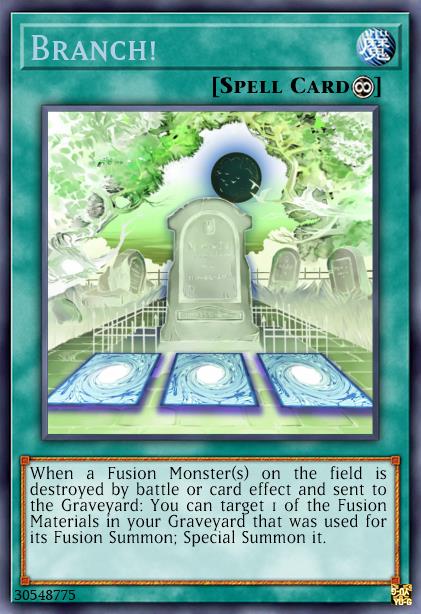 BRANCH!
魔
[SPELL CARD]
When a Fusion Monster(s) on the field is
destroyed by battle or card effect and sent to
the Graveyard: You can target 1 of the Fusion
Materials in your Graveyard that was used for
its Fusion Summon; Special Summon it.
30548775